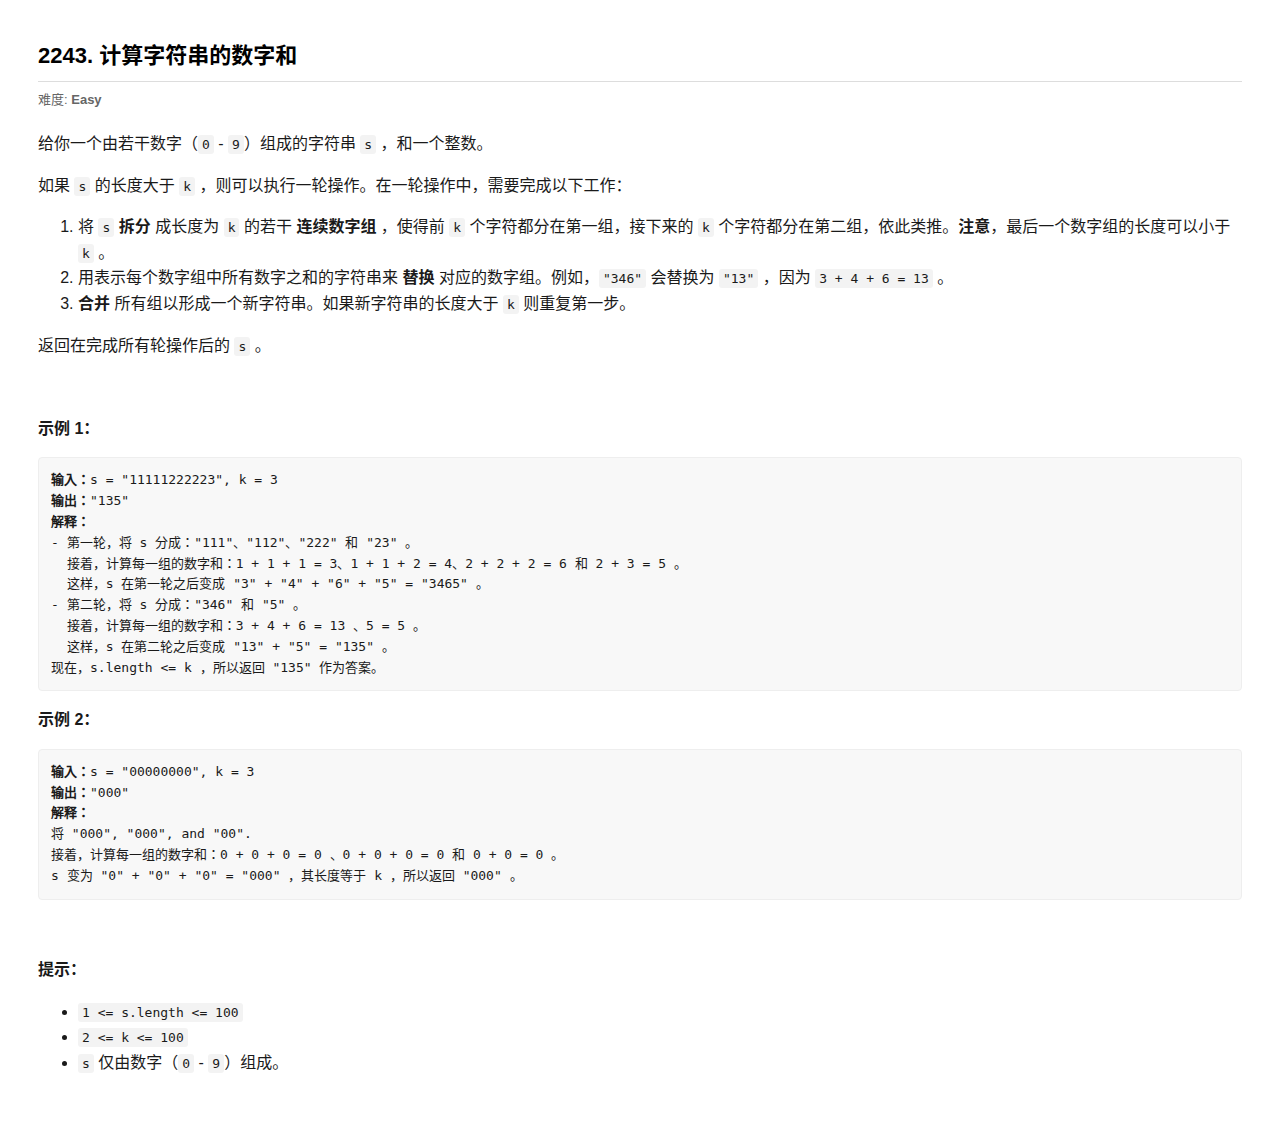 2243. 计算字符串的数字和
难度: Easy
给你一个由若干数字（0 - 9）组成的字符串 s ，和一个整数。
如果 s 的长度大于 k ，则可以执行一轮操作。在一轮操作中，需要完成以下工作：
1. 将 s 拆分 成长度为 k 的若干 连续数字组 ，使得前 k 个字符都分在第一组，接下来的 k 个字符都分在第二组，依此类推。注意，最后一个数字组的长度可以小于
k 。
2. 用表示每个数字组中所有数字之和的字符串来 替换 对应的数字组。例如，"346" 会替换为 "13" ，因为 3 + 4 + 6 = 13 。
3. 合并 所有组以形成一个新字符串。如果新字符串的长度大于 k 则重复第一步。
返回在完成所有轮操作后的 s 。
示例 1：
输入：s = "11111222223", k = 3
输出："135"
解释：
- 第一轮，将 s 分成："111"、"112"、"222" 和 "23" 。
接着，计算每一组的数字和：1 + 1 + 1 = 3、1 + 1 + 2 = 4、2 + 2 + 2 = 6 和 2 + 3 = 5 。
这样，s 在第一轮之后变成 "3" + "4" + "6" + "5" = "3465" 。
- 第二轮，将 s 分成："346" 和 "5" 。
接着，计算每一组的数字和：3 + 4 + 6 = 13 、5 = 5 。
这样，s 在第二轮之后变成 "13" + "5" = "135" 。
现在，s.length <= k ，所以返回 "135" 作为答案。
示例 2：
输入：s = "00000000", k = 3
输出："000"
解释：
将 "000", "000", and "00".
接着，计算每一组的数字和：0 + 0 + 0 = 0 、0 + 0 + 0 = 0 和 0 + 0 = 0 。
s 变为 "0" + "0" + "0" = "000" ，其长度等于 k ，所以返回 "000" 。
提示：
• 1 <= s.length <= 100
• 2 <= k <= 100
• s 仅由数字（0 - 9）组成。